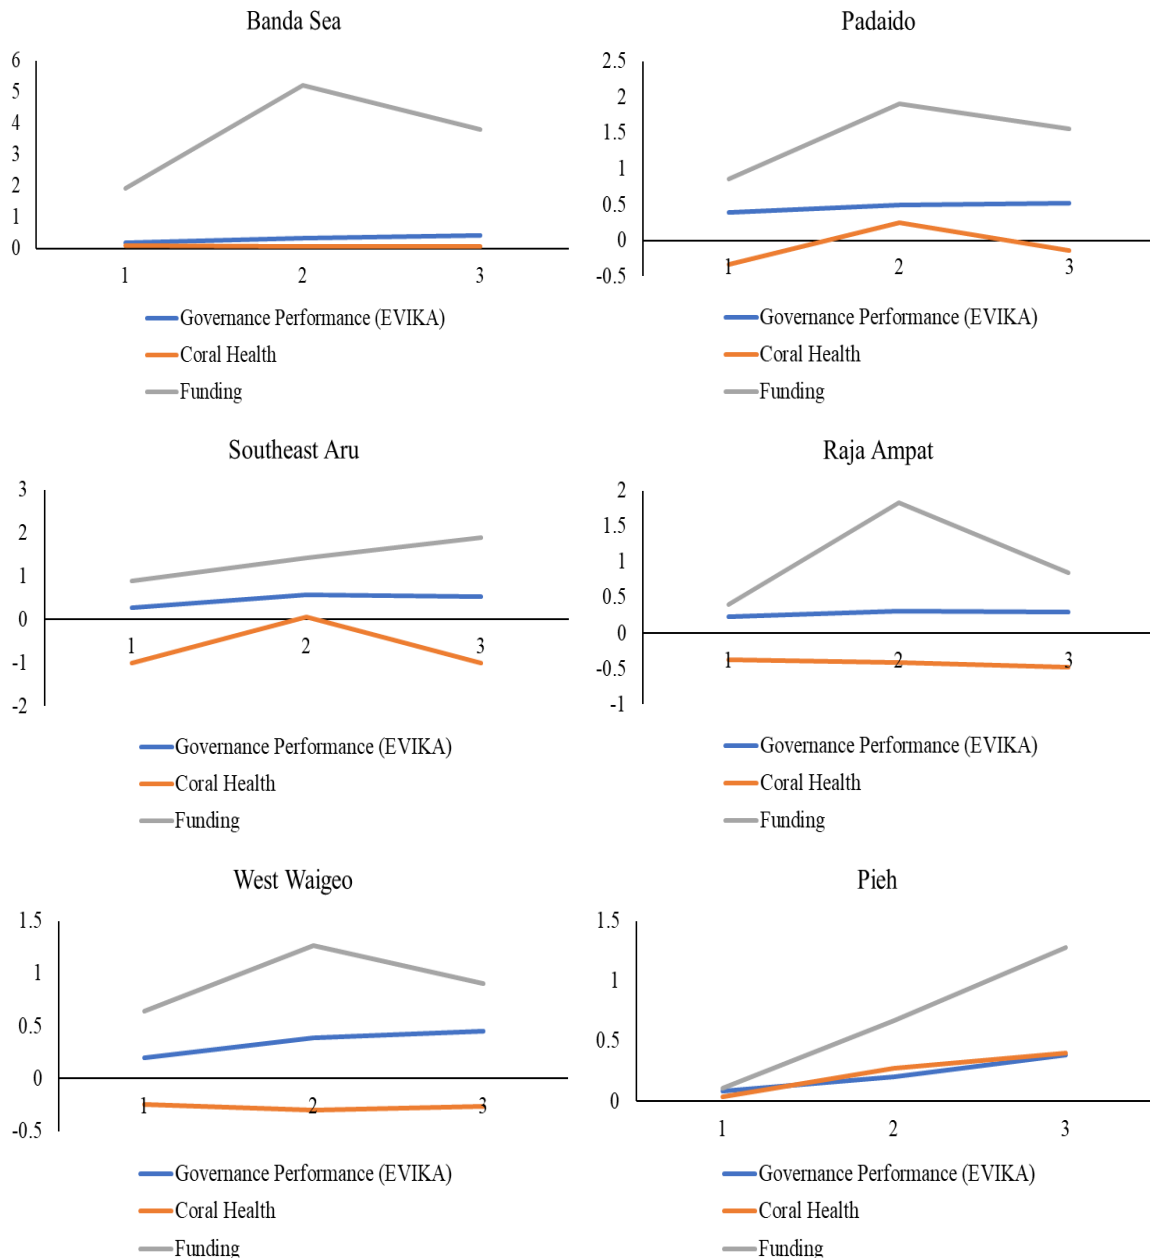 Banda Sea
6
5
4
3
2
1
0
1 2 3
Governance Performance (EVIKA)
Coral Health
Funding
Padaido
2.5
2
1.5
1
0.5
0
-0.5
1 2 3
Governance Performance (EVIKA)
Coral Health
Funding
Southeast Aru
3
2
1
0
-1
-2
1 2 3
Governance Performance (EVIKA)
Coral Health
Funding
Raja Ampat
2
1.5
1
0.5
0
-0.5
-1
1 2 3
Governance Performance (EVIKA)
Coral Health
Funding
West Waigeo
1.5
1
0.5
0
-0.5
1 2 3
Governance Performance (EVIKA)
Coral Health
Funding
Pieh
1.5
1
0.5
0
1 2 3
Governance Performance (EVIKA)
Coral Health
Funding